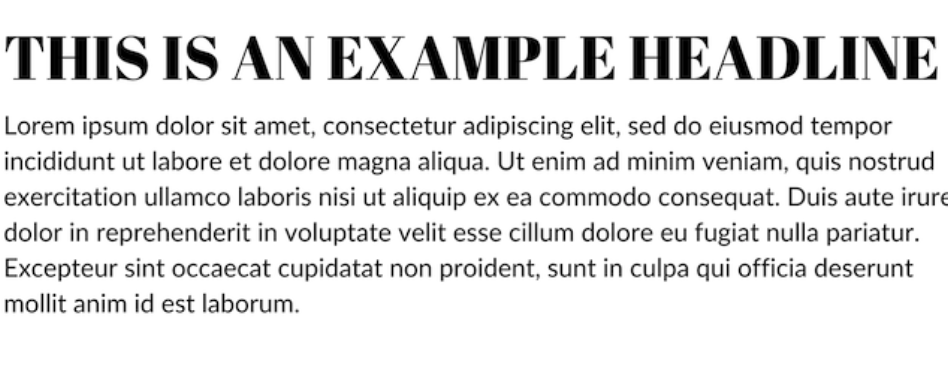 THIS IS AN EXAMPLE HEADLINE
Lorem ipsum dolor sit amet, consectetur adipiscing elit, sed do eiusmod tempor
incididunt ut labore et dolore magna aliqua. Ut enim ad minim veniam, quis nostrud
exercitation ullamco laboris nisi ut aliquip ex ea commodo consequat. Duis aute irure
dolor in reprehenderit in voluptate velit esse cillum dolore eu fugiat nulla pariatur.
Excepteur sint occaecat cupidatat non proident, sunt in culpa qui officia deserunt
mollit anim id est laborum.